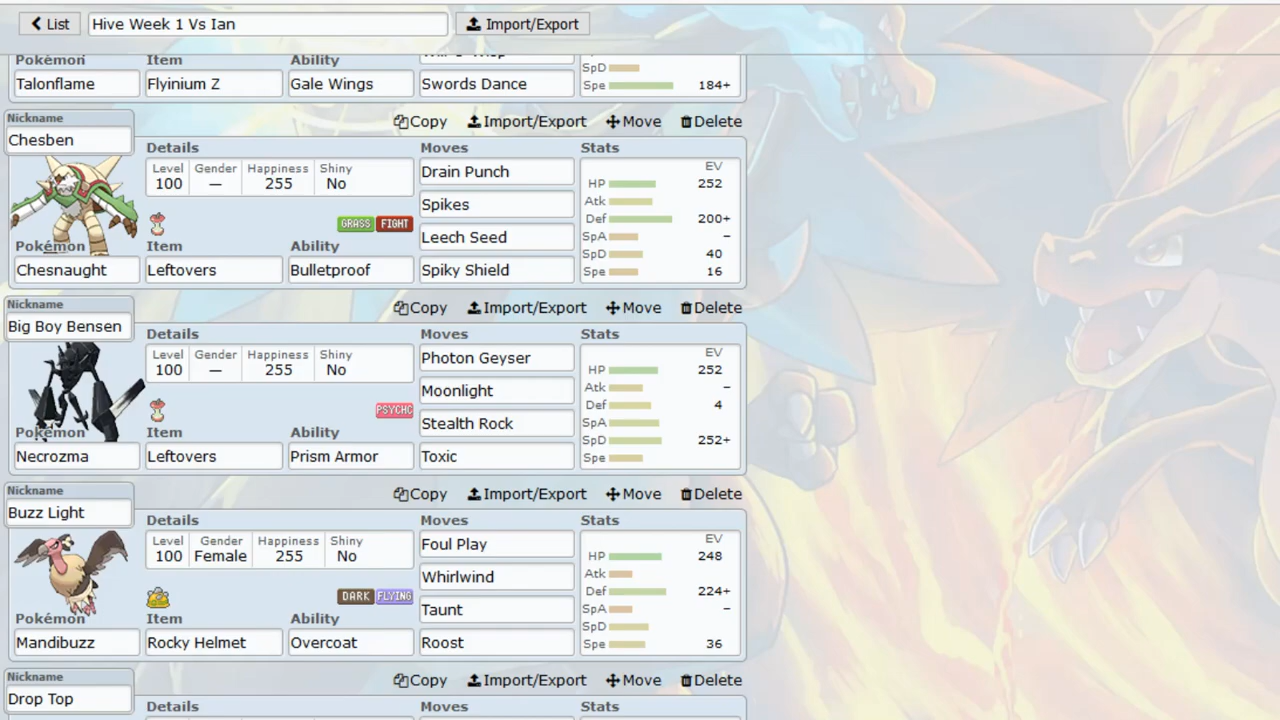 List
Hive Week 1 Vs Ian
Import/Export
Pokémon Item Ability
Talonflame Flyinium Z Gale Wings Swords Dance
SpD
Spe 184+
Nickname
Chesben
Copy Import/Export Move Delete
Details Moves Stats
Level Gender Happiness Shiny
100 — 255 No
Drain Punch
Spikes
Leech Seed
Spiky Shield
GRASS FIGHT
Pokémon Item Ability
Chesnaught Leftovers Bulletproof
EV
HP 252
Atk
Def 200+
SpA –
SpD 40
Spe 16
Nickname
Big Boy Bensen
Copy Import/Export Move Delete
Details Moves Stats
Level Gender Happiness Shiny
100 — 255 No
Photon Geyser
Moonlight
Stealth Rock
Toxic
PSYCHC
Pokémon Item Ability
Necrozma Leftovers Prism Armor
EV
HP 252
Atk –
Def 4
SpA
SpD 252+
Spe
Nickname
Buzz Light
Copy Import/Export Move Delete
Details Moves Stats
Level Gender Happiness Shiny
100 Female 255 No
Foul Play
Whirlwind
Taunt
Roost
DARK FLYING
Pokémon Item Ability
Mandibuzz Rocky Helmet Overcoat
EV
HP 248
Atk
Def 224+
SpA –
SpD
Spe 36
Nickname
Drop Top
Copy Import/Export Move Delete
Details Moves Stats